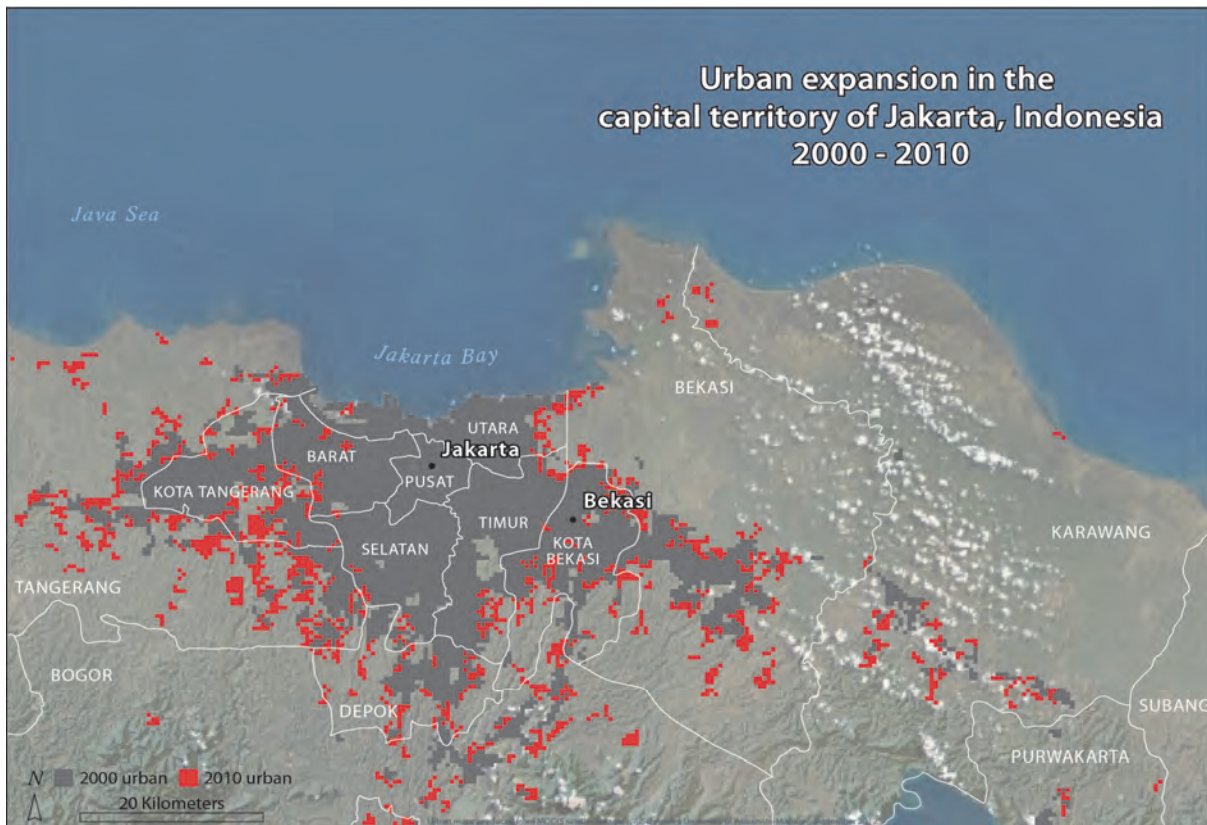 Urban expansion in the
capital territory of Jakarta, Indonesia
2000 - 2010
Java Sea
Jakarta Bay
BEKASI
UTARA
Jakarta
BARAT
PUSAT
KOTA TANGERANG
Bekasi
TIMUR
KARAWANG
SELATAN
KOTA
BEKASI
TANGERANG
BOGOR
DEPOK
SUBANG
PURWAKARTA
N 2000 urban 2010 urban
20 Kilometers